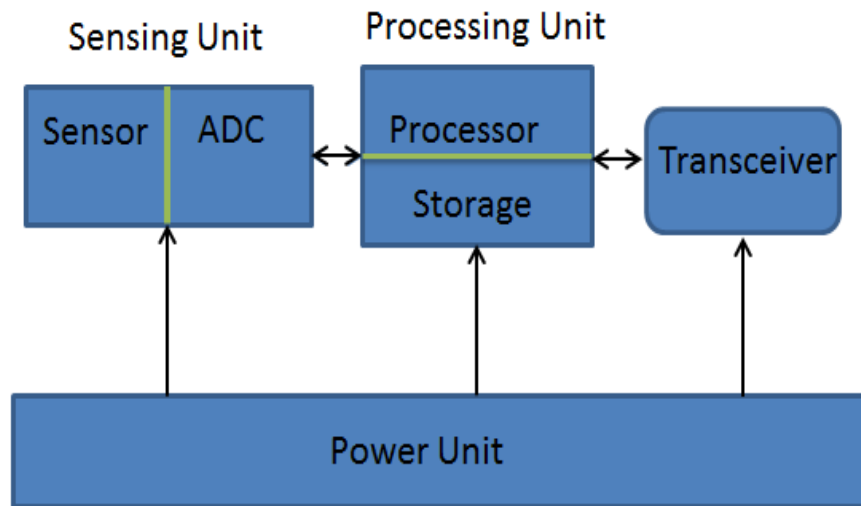 Sensing Unit
Processing Unit
Sensor
ADC
Processor
Storage
Transceiver
Power Unit